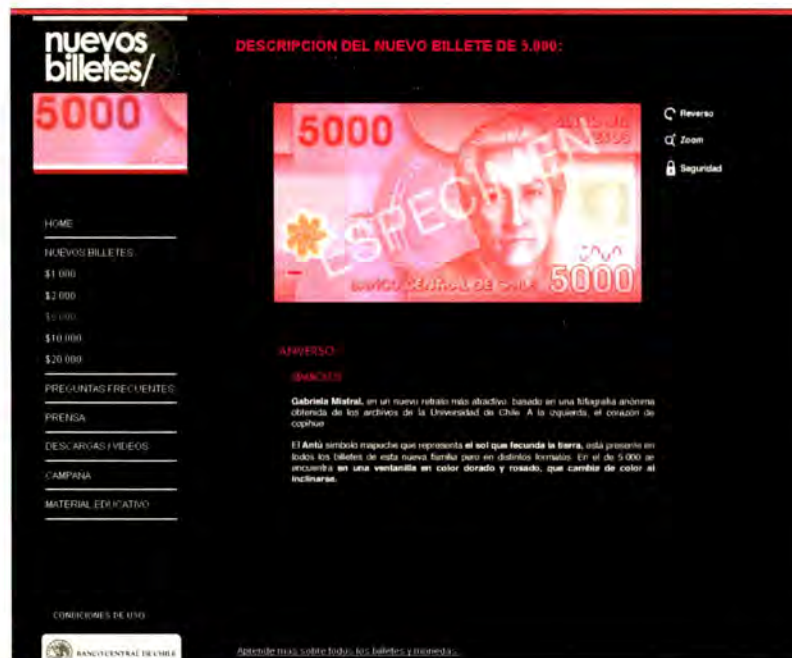 nuevos
billetes/
5000
HOME
NUEVOS BILLETES
$1.000
$2.000
$5.000
$10.000
$20.000
PREGUNTAS FRECUENTES
PRENSA
DESCARGAS / VIDEOS
CAMPAÑA
MATERIAL EDUCATIVO
CONDICIONES DE USO
BANCO CENTRAL DE CHILE
DESCRIPCION DEL NUEVO BILLETE DE 5.000:
5000
ESPECIMEN
BANCO CENTRAL DE CHILE
5000
Reverso
Zoom
Seguridad
ANVERSO
Gabriela Mistral, en un nuevo retrato más atractivo, basado en una fotografía anónima
obtenida de los archivos de la Universidad de Chile. A la izquierda, el corazón de
copihue
El Antü símbolo mapuche que representa el sol que fecunda la tierra, está presente en
todos los billetes de esta nueva familia pero en distintos formatos. En el de 5.000 se
encuentra en una ventanilla en color dorado y rosado, que cambia de color al
inclinarse.
Aprende más sobre todos los billetes y monedas.